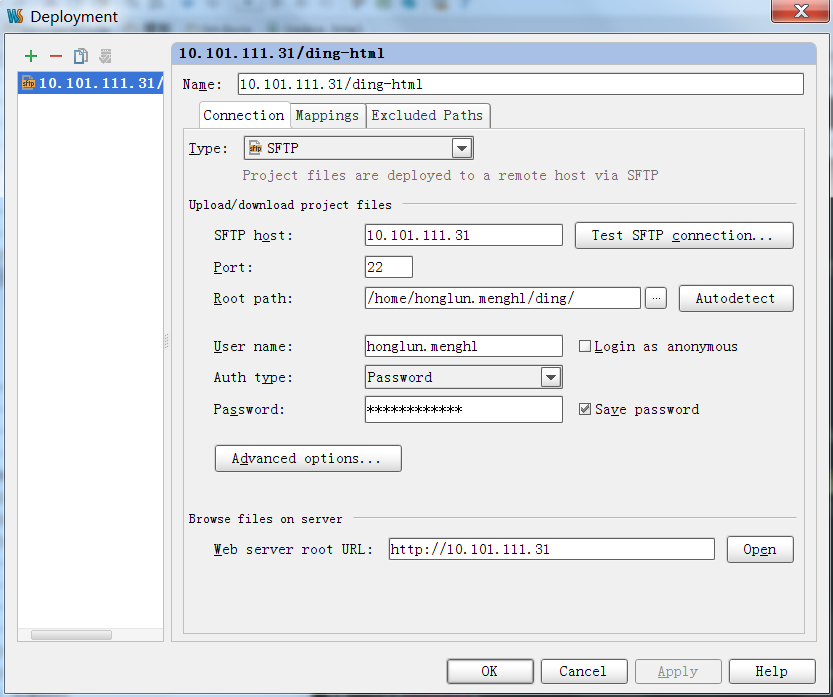 Deployment
10.101.111.31/
10.101.111.31/ding-html
Name: 10.101.111.31/ding-html
Connection Mappings Excluded Paths
Type: SFTP
Project files are deployed to a remote host via SFTP
Upload/download project files
SFTP host: 10.101.111.31 Test SFTP connection...
Port: 22
Root path: /home/honglun.menghl/ding/ ... Autodetect
User name: honglun.menghl Login as anonymous
Auth type: Password
Password: ************ Save password
Advanced options...
Browse files on server
Web server root URL: http://10.101.111.31 Open
OK Cancel Apply Help